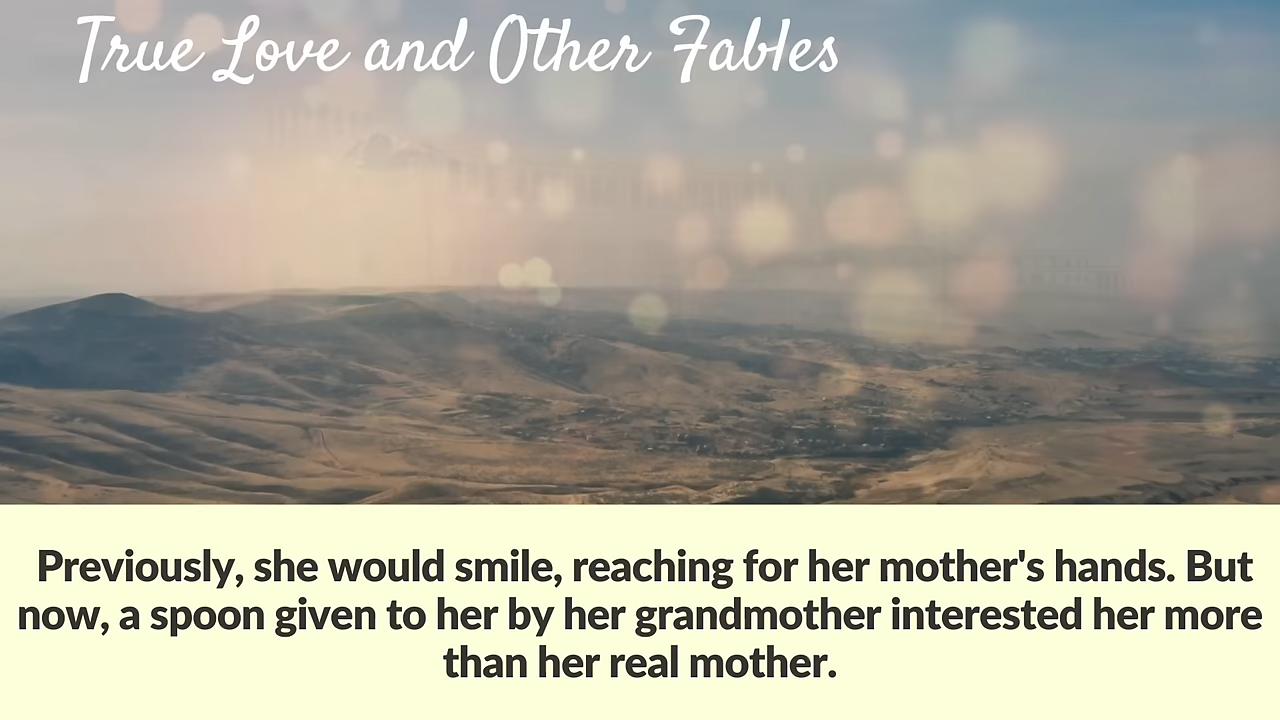 True Love and Other Fables
Previously, she would smile, reaching for her mother's hands. But
now, a spoon given to her by her grandmother interested her more
than her real mother.